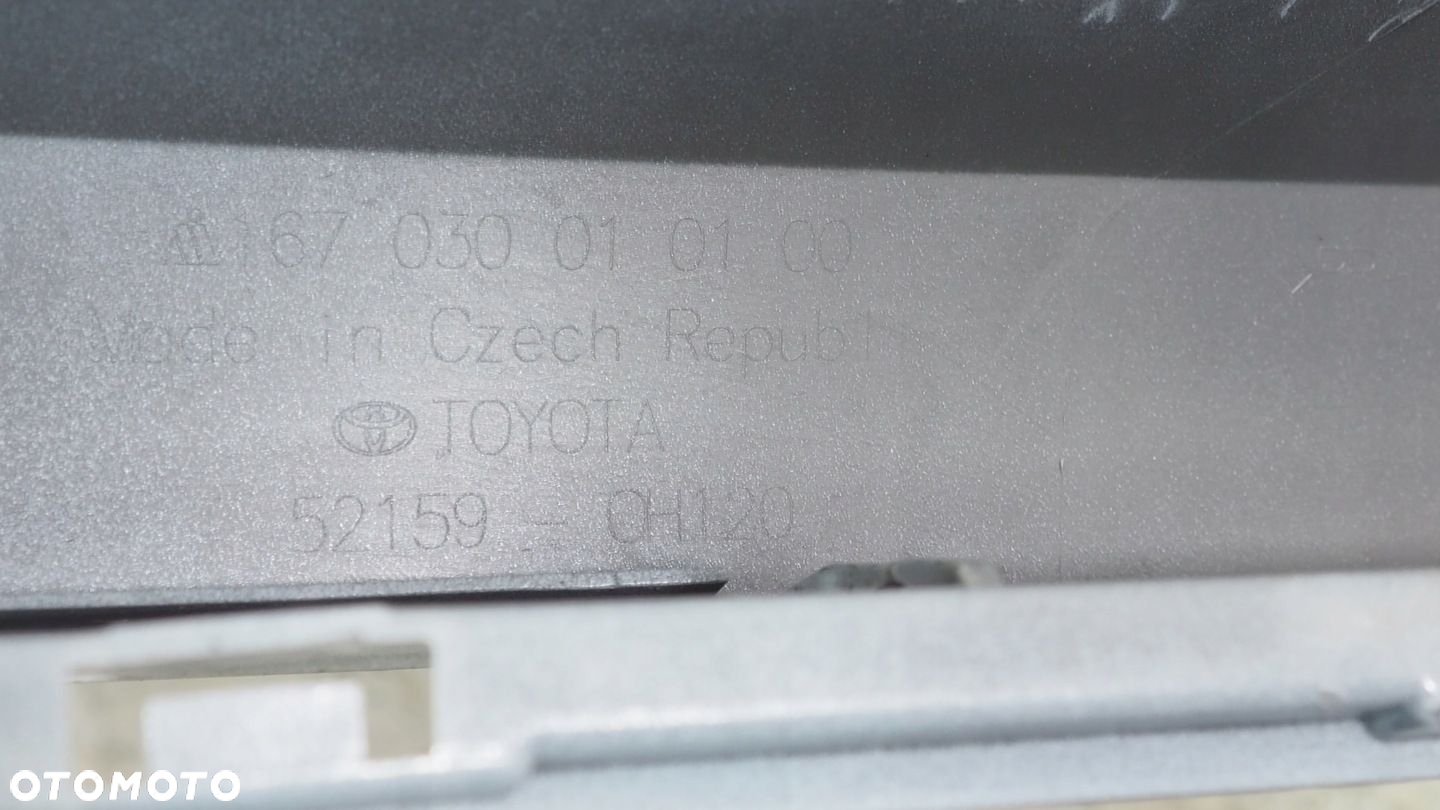 167 030 01 01 00
Made in Czech Republ
TOYOTA
52159 - 0H120
OTOMOTO